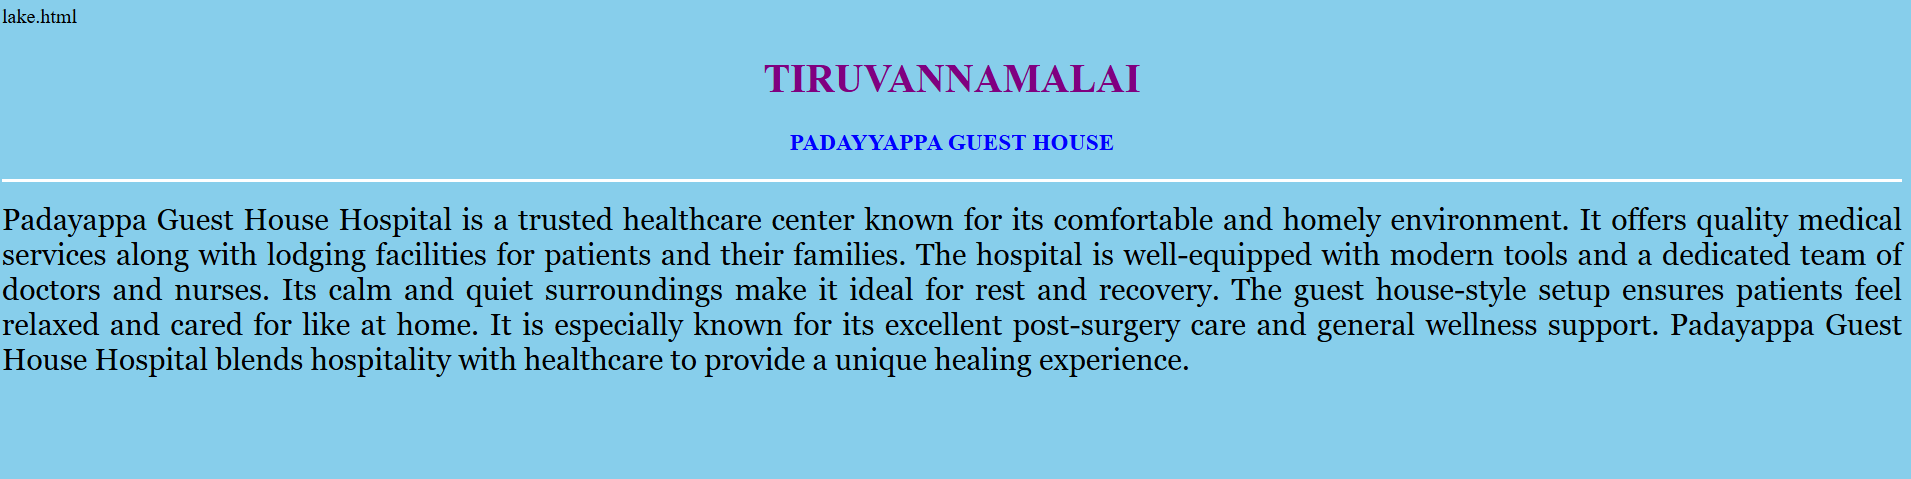 lake.html
TIRUVANNAMALAI
PADAYYAPPA GUEST HOUSE
Padayappa Guest House Hospital is a trusted healthcare center known for its comfortable and homely environment. It offers quality medical
services along with lodging facilities for patients and their families. The hospital is well-equipped with modern tools and a dedicated team of
doctors and nurses. Its calm and quiet surroundings make it ideal for rest and recovery. The guest house-style setup ensures patients feel
relaxed and cared for like at home. It is especially known for its excellent post-surgery care and general wellness support. Padayappa Guest
House Hospital blends hospitality with healthcare to provide a unique healing experience.